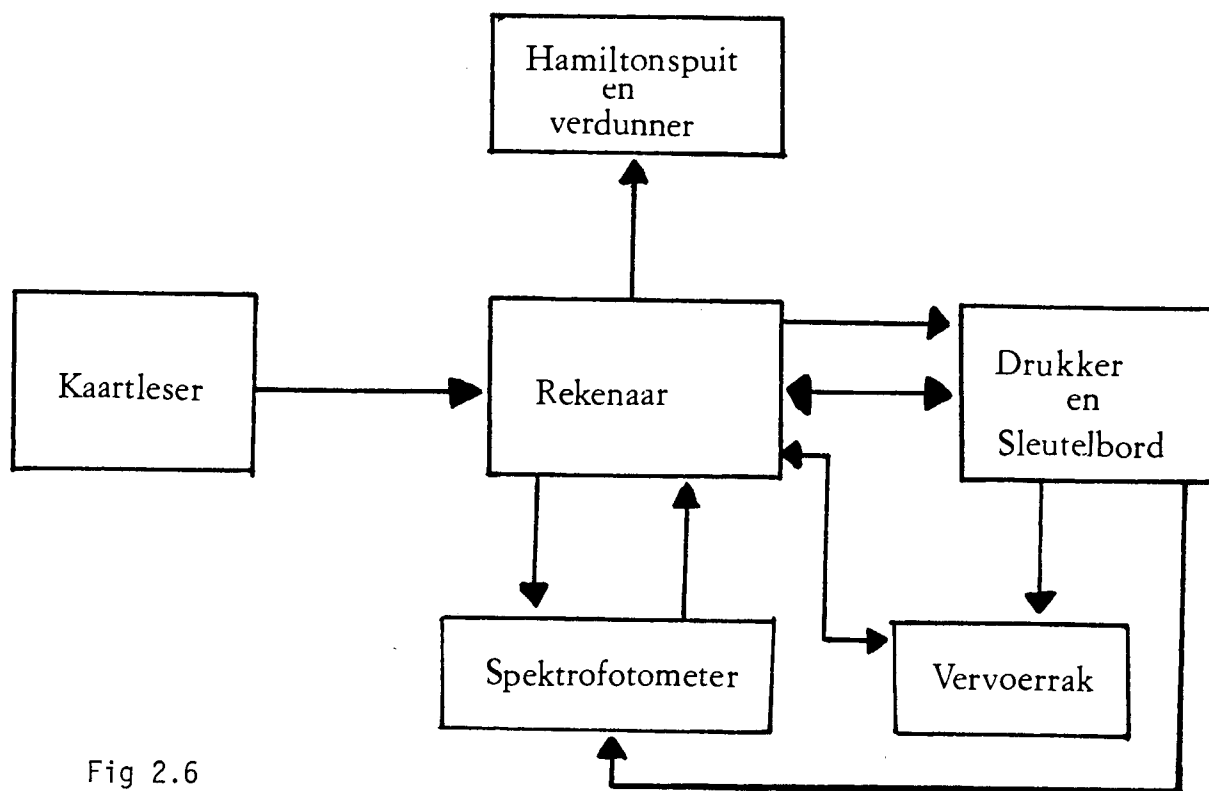 Hamiltonspuit
en
verdunner
Kaartleser
Rekenaar
Drukker
en
Sleutelbord
Spektrofotometer
Vervoerrak
Fig 2.6